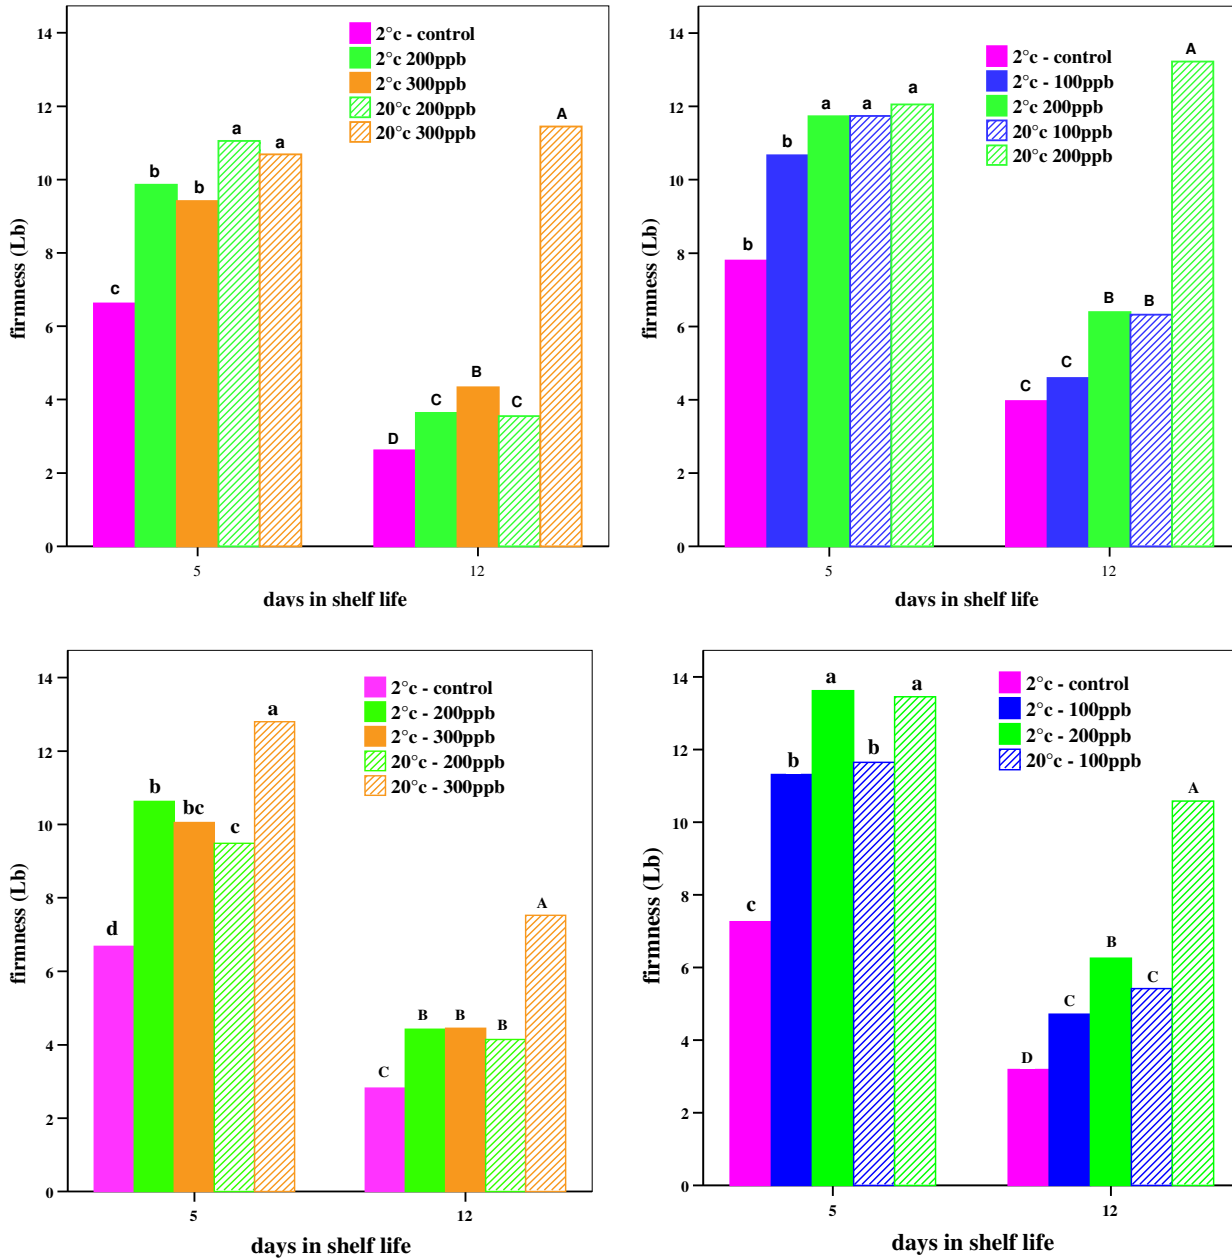 14
12
10
8
6
4
2
0
firmness (Lb)
2°c - control
2°c 200ppb
2°c 300ppb
20°c 200ppb
20°c 300ppb
c
b
b
a
a
D
C
B
C
A
5
12
days in shelf life
14
12
10
8
6
4
2
0
firmness (Lb)
2°c - control
2°c - 100ppb
2°c 200ppb
20°c 100ppb
20°c 200ppb
b
b
a
a
a
C
C
B
B
A
5
12
days in shelf life
14
12
10
8
6
4
2
0
firmness (Lb)
2°c - control
2°c - 200ppb
2°c - 300ppb
20°c - 200ppb
20°c - 300ppb
d
b
bc
c
a
C
B
B
B
A
5
12
days in shelf life
14
12
10
8
6
4
2
0
firmness (Lb)
2°c - control
2°c - 100ppb
2°c - 200ppb
20°c - 100ppb
c
b
a
b
a
D
C
B
C
A
5
12
days in shelf life